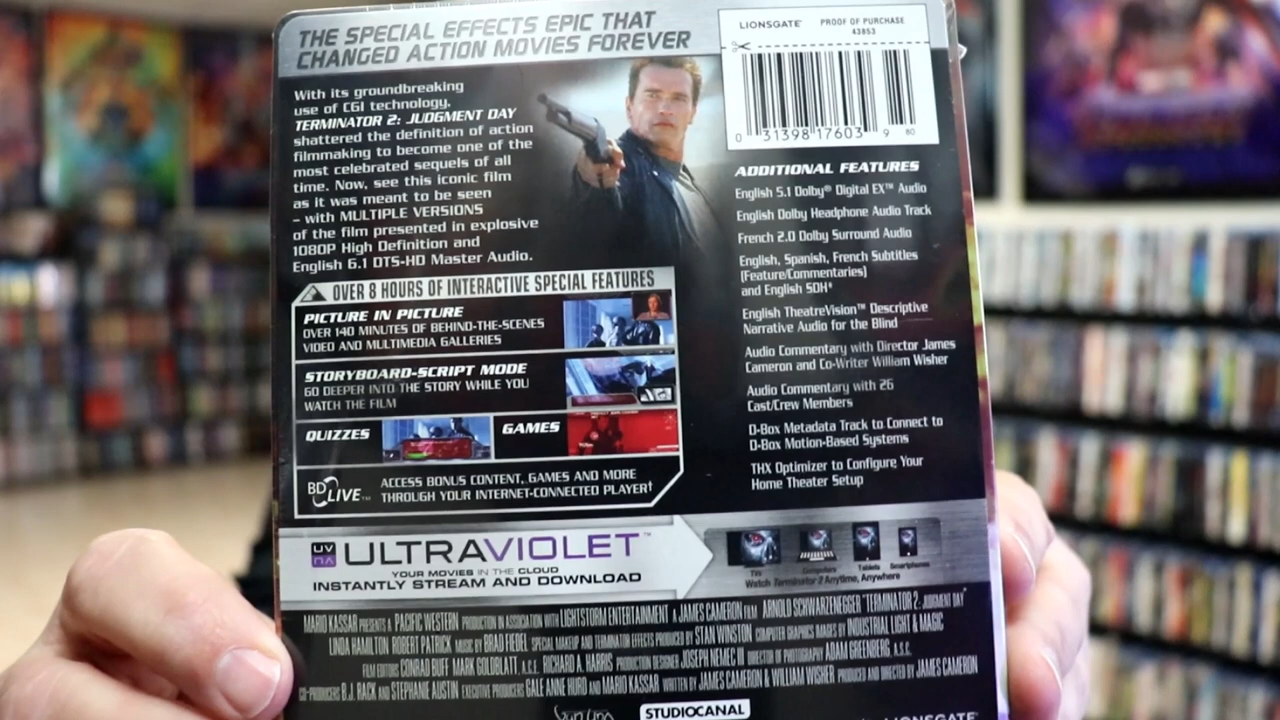 THE SPECIAL EFFECTS EPIC THAT
CHANGED ACTION MOVIES FOREVER
With its groundbreaking
use of CGI technology,
TERMINATOR 2: JUDGMENT DAY
shattered the definition of action
filmmaking to become one of the
most celebrated sequels of all
time. Now, see this iconic film
as it was meant to be seen
– with MULTIPLE VERSIONS
of the film presented in explosive
1080P High Definition and
English 6.1 DTS-HD Master Audio.
OVER 8 HOURS OF INTERACTIVE SPECIAL FEATURES
PICTURE IN PICTURE
OVER 140 MINUTES OF BEHIND-THE-SCENES
VIDEO AND MULTIMEDIA GALLERIES
STORYBOARD-SCRIPT MODE
GO DEEPER INTO THE STORY WHILE YOU
WATCH THE FILM
QUIZZES
GAMES
BD LIVE™
ACCESS BONUS CONTENT, GAMES AND MORE
THROUGH YOUR INTERNET-CONNECTED PLAYER†
LIONSGATE® PROOF OF PURCHASE
43853
0 31398 17603 9 80
ADDITIONAL FEATURES
English 5.1 Dolby® Digital EX™ Audio
English Dolby Headphone Audio Track
French 2.0 Dolby Surround Audio
English, Spanish, French Subtitles
(Feature/Commentaries)
and English SDH*
English TheatreVision™ Descriptive
Narrative Audio for the Blind
Audio Commentary with Director James
Cameron and Co-Writer William Wisher
Audio Commentary with 26
Cast/Crew Members
D-Box Metadata Track to Connect to
D-Box Motion-Based Systems
THX Optimizer to Configure Your
Home Theater Setup
UV ULTRAVIOLET™
YOUR MOVIES IN THE CLOUD
INSTANTLY STREAM AND DOWNLOAD
TVs Computers Tablets Smartphones
Watch Terminator 2 Anytime, Anywhere
MARIO KASSAR PRESENTS A PACIFIC WESTERN PRODUCTION IN ASSOCIATION WITH LIGHTSTORM ENTERTAINMENT A JAMES CAMERON FILM ARNOLD SCHWARZENEGGER "TERMINATOR 2: JUDGMENT DAY"
LINDA HAMILTON ROBERT PATRICK MUSIC BY BRAD FIEDEL SPECIAL MAKEUP AND TERMINATOR EFFECTS PRODUCED BY STAN WINSTON COMPUTER GRAPHICS IMAGES BY INDUSTRIAL LIGHT & MAGIC
FILM EDITORS CONRAD BUFF MARK GOLDBLATT, A.C.E. RICHARD A. HARRIS PRODUCTION DESIGNER JOSEPH NEMEC III DIRECTOR OF PHOTOGRAPHY ADAM GREENBERG, A.S.C.
CO-PRODUCERS B.J. RACK AND STEPHANIE AUSTIN EXECUTIVE PRODUCERS GALE ANNE HURD AND MARIO KASSAR WRITTEN BY JAMES CAMERON & WILLIAM WISHER PRODUCED AND DIRECTED BY JAMES CAMERON
STUDIOCANAL
LIONSGATE®